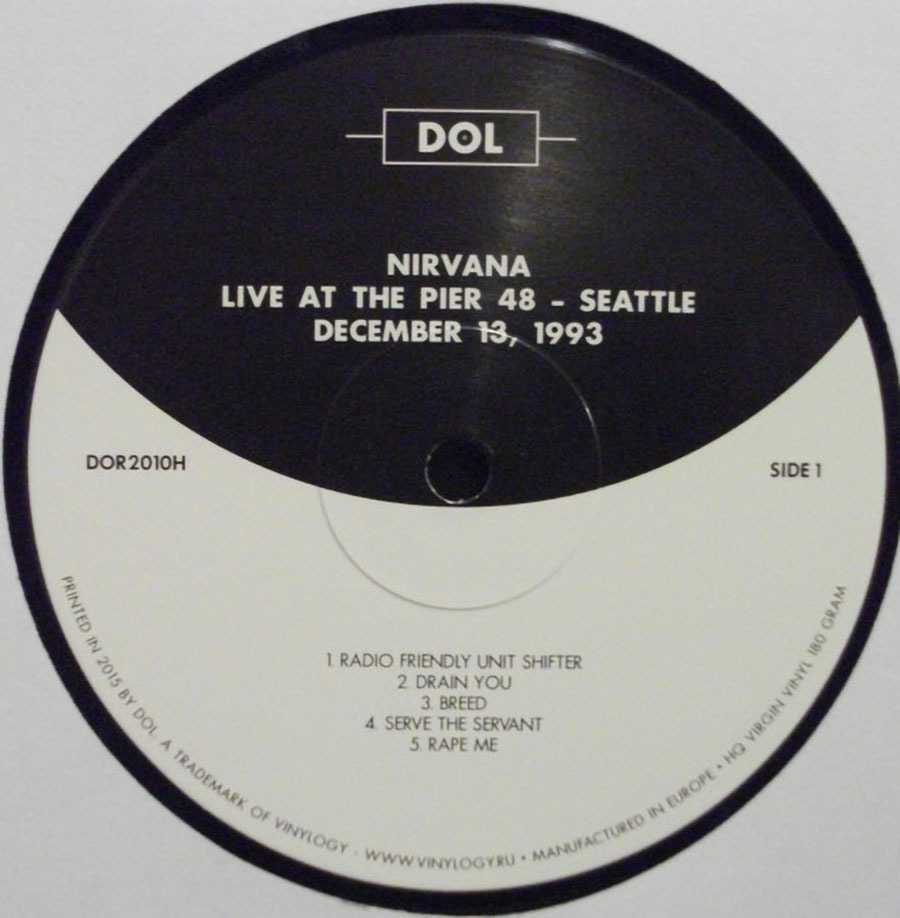 DOL
NIRVANA
LIVE AT THE PIER 48 – SEATTLE
DECEMBER 13, 1993
DOR2010H
SIDE 1
1. RADIO FRIENDLY UNIT SHIFTER
2. DRAIN YOU
3. BREED
4. SERVE THE SERVANT
5. RAPE ME
PRINTED IN 2015 BY DOL. A TRADEMARK OF VINYLOGY · WWW.VINYLOGY.RU • MANUFACTURED IN EUROPE • HQ VIRGIN VINYL 180 GRAM